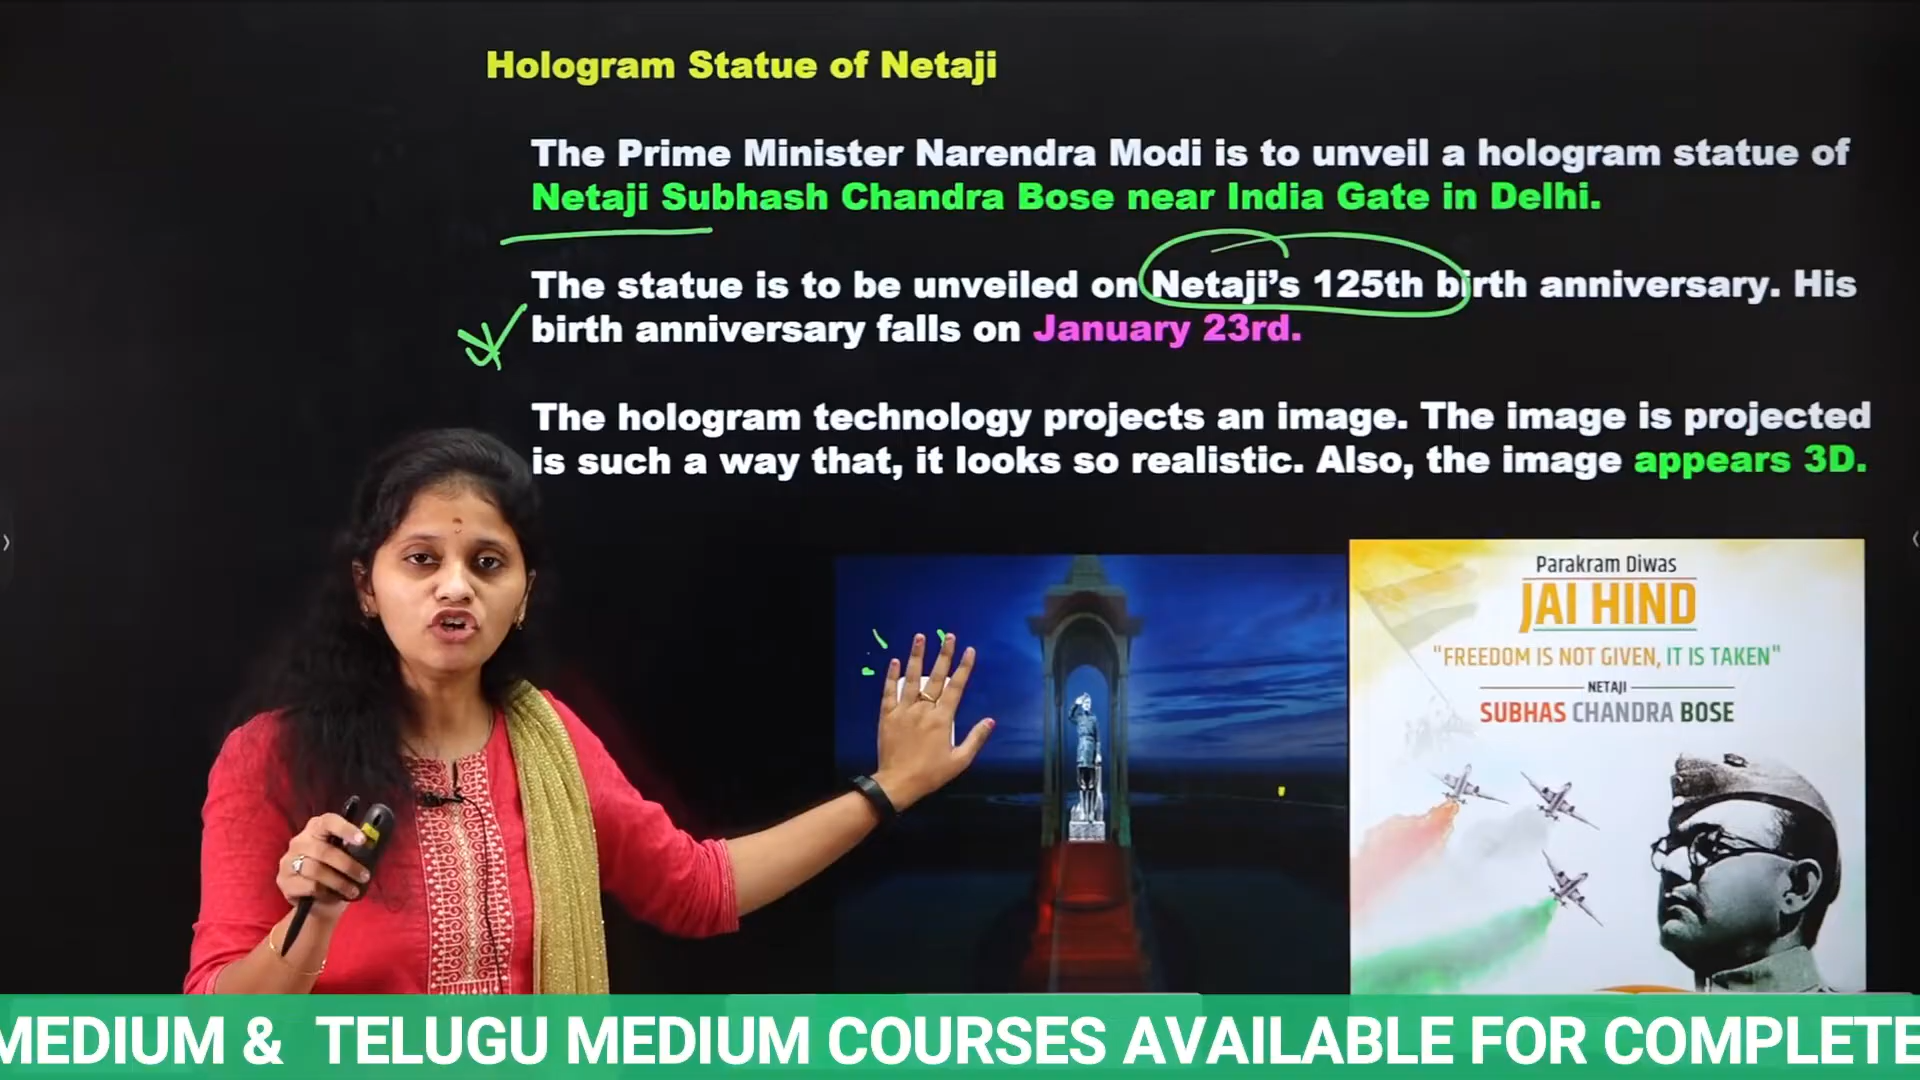 Hologram Statue of Netaji
The Prime Minister Narendra Modi is to unveil a hologram statue of
Netaji Subhash Chandra Bose near India Gate in Delhi.
The statue is to be unveiled on Netaji’s 125th birth anniversary. His
birth anniversary falls on January 23rd.
The hologram technology projects an image. The image is projected
is such a way that, it looks so realistic. Also, the image appears 3D.
Parakram Diwas
JAI HIND
"FREEDOM IS NOT GIVEN, IT IS TAKEN"
NETAJI
SUBHAS CHANDRA BOSE
MEDIUM & TELUGU MEDIUM COURSES AVAILABLE FOR COMPLETE